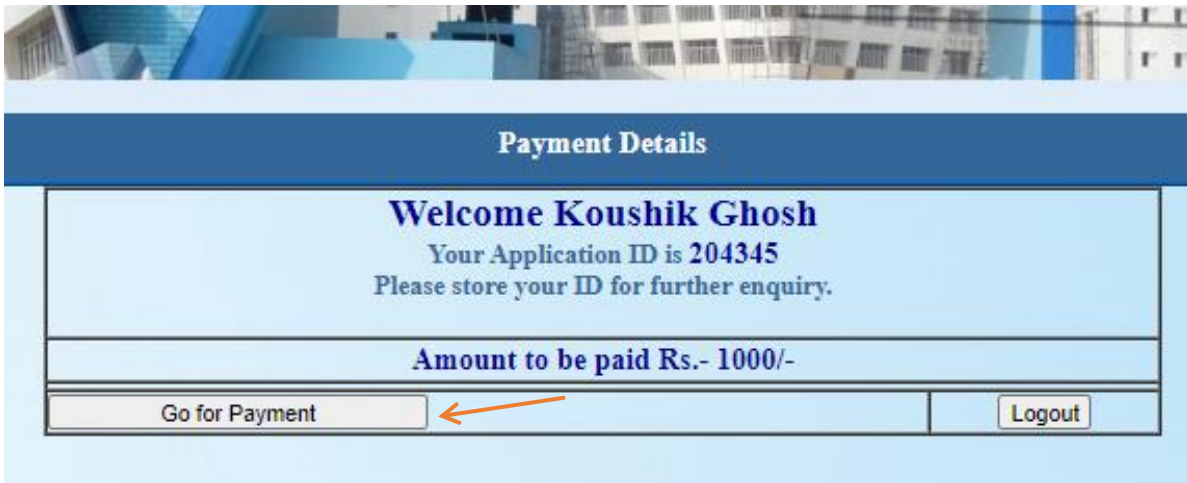 Payment Details
Welcome Koushik Ghosh
Your Application ID is 204345
Please store your ID for further enquiry.
Amount to be paid Rs.- 1000/-
Go for Payment
Logout